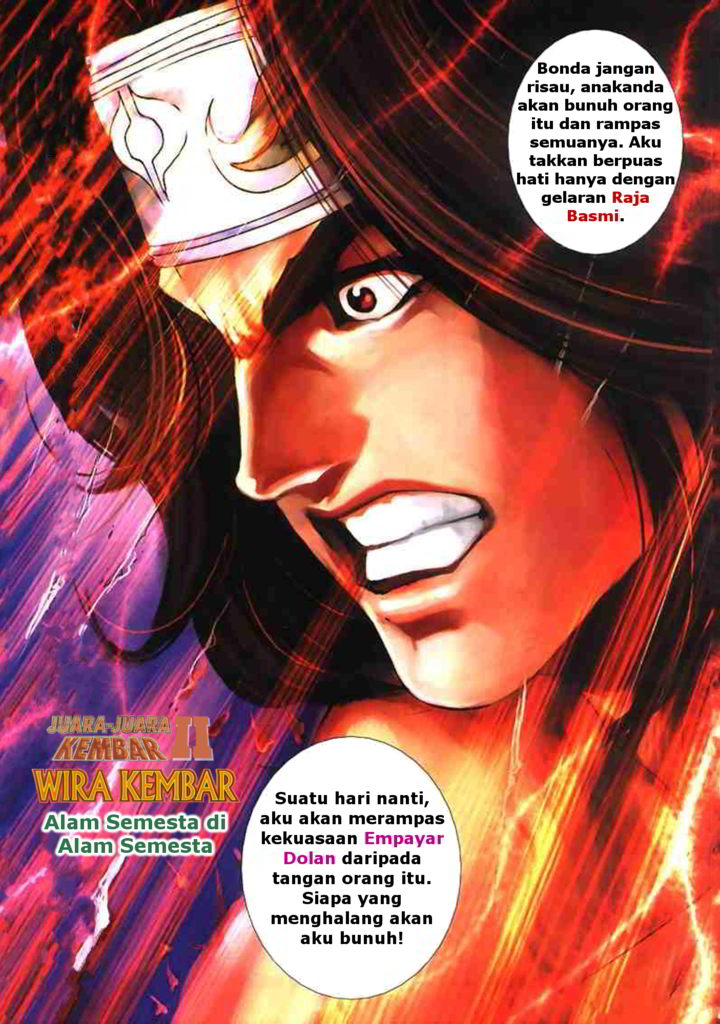 Bonda jangan
risau, anakanda
akan bunuh orang
itu dan rampas
semuanya. Aku
takkan berpuas
hati hanya dengan
gelaran Raja
Basmi.
JUARA-JUARA
KEMBAR II
WIRA KEMBAR
Alam Semesta di
Alam Semesta
Suatu hari nanti,
aku akan merampas
kekuasaan Empayar
Dolan daripada
tangan orang itu.
Siapa yang
menghalang akan
aku bunuh!